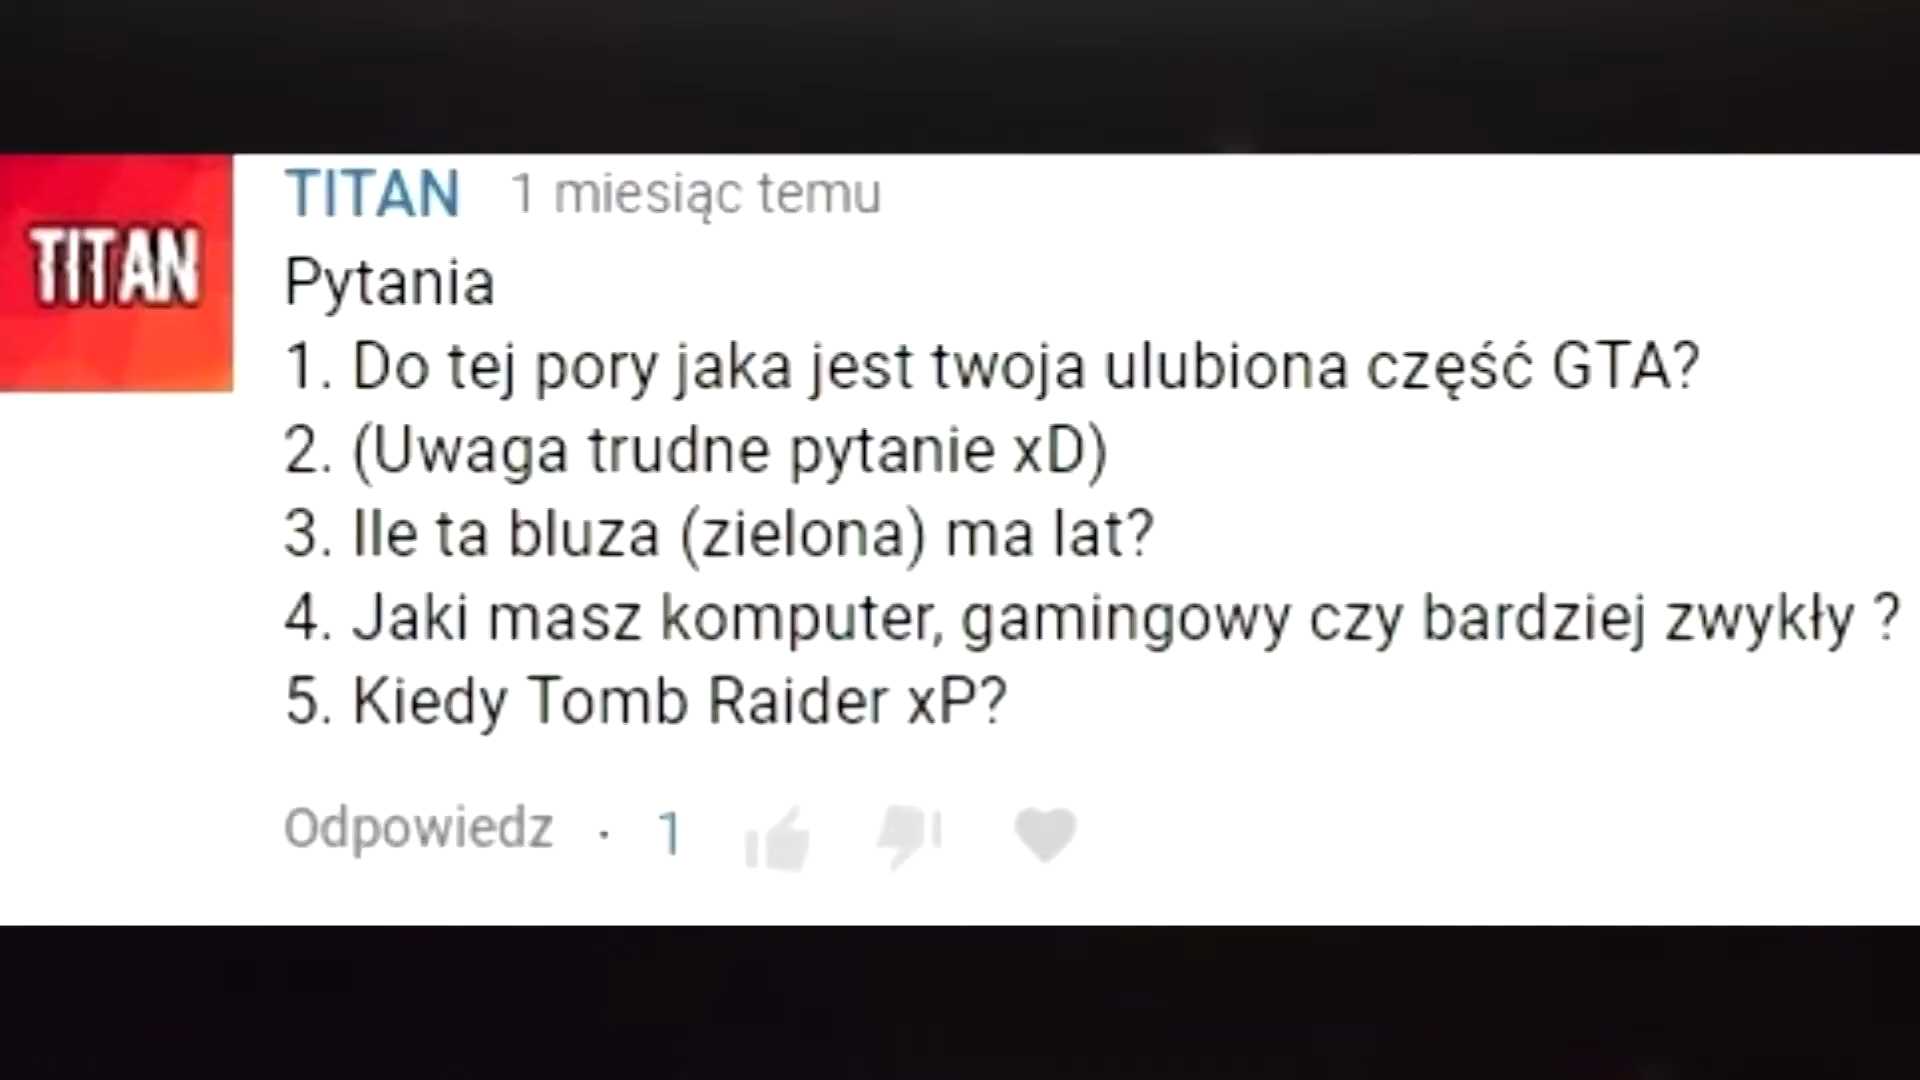 TITAN
TITAN 1 miesiąc temu
Pytania
1. Do tej pory jaka jest twoja ulubiona część GTA?
2. (Uwaga trudne pytanie xD)
3. Ile ta bluza (zielona) ma lat?
4. Jaki masz komputer, gamingowy czy bardziej zwykły ?
5. Kiedy Tomb Raider xP?
Odpowiedz · 1